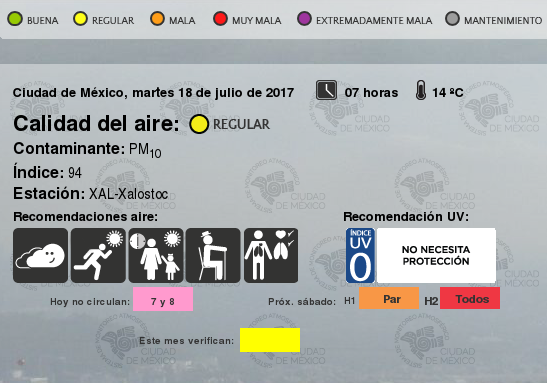 BUENA REGULAR MALA MUY MALA EXTREMADAMENTE MALA MANTENIMIENTO
Ciudad de México, martes 18 de julio de 2017 07 horas 14 ºC
Calidad del aire: REGULAR
Contaminante: PM10
Índice: 94
Estación: XAL-Xalostoc
Recomendaciones aire: Recomendación UV:
ÍNDICE
UV
0
NO NECESITA
PROTECCIÓN
Hoy no circulan: 7 y 8 Próx. sábado: H1 Par H2 Todos
Este mes verifican:
CIUDAD
DE MÉXICO